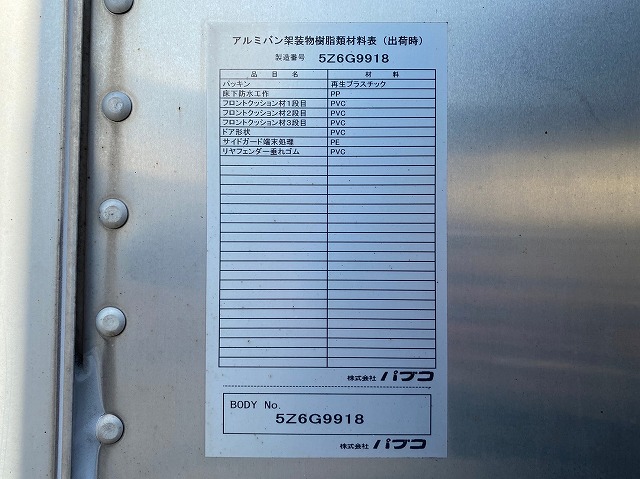 アルミバン架装物樹脂類材料表（出荷時）
製造番号 5Z6G9918
品目名 材料
パッキン 再生プラスチック
床下防水工作 PP
フロントクッション材1段目 PVC
フロントクッション材2段目 PVC
フロントクッション材3段目 PVC
ドア形状 PVC
サイドガード端末処理 PE
リヤフェンダー垂れゴム PVC
株式会社 パブコ
BODY No.
5Z6G9918
株式会社 パブコ